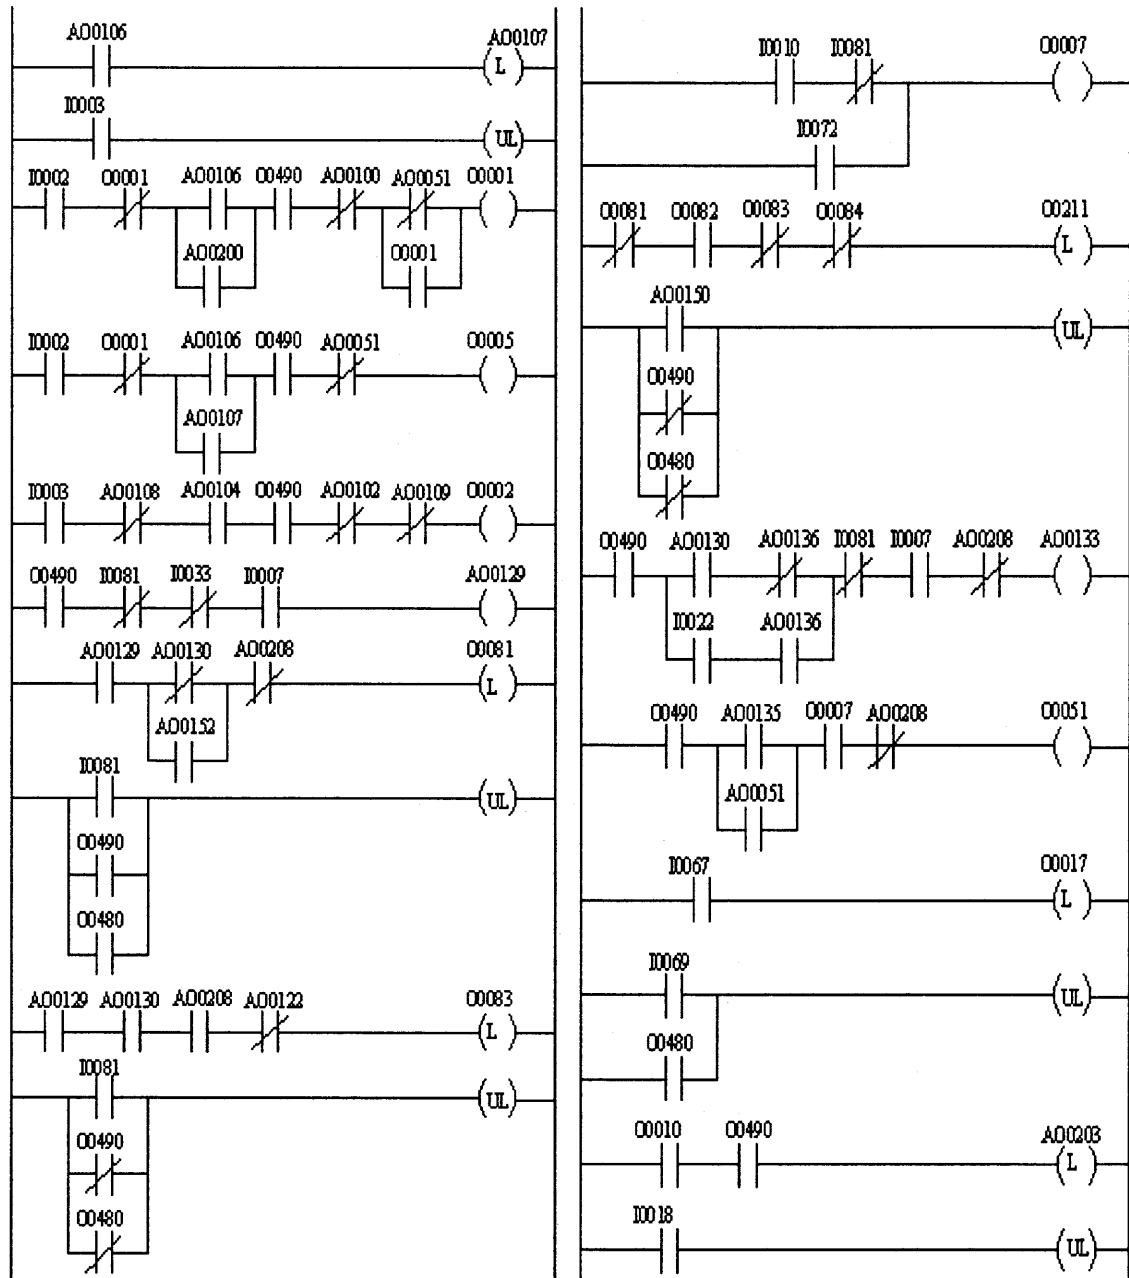 AO0106 AO0107
L
I0003
UL
I0002 O0001 AO0106 O0490 AO0100 AO0051 O0001
AO0200 O0001
I0002 O0001 AO0106 O0490 AO0051 O0005
AO0107
I0003 AO0108 AO0104 O0490 AO0102 AO0109 O0002
O0490 I0081 I0033 I0007 AO0129
AO0129 AO0130 AO0208 O0081
L
AO0152
I0081
UL
O0490
O0480
AO0129 AO0130 AO0208 AO0122 O0083
L
I0081
UL
O0490
O0480
I0010 I0081 O0007
I0072
O0081 O0082 O0083 O0084 O0211
L
AO0150
UL
O0490
O0480
O0490 AO0130 AO0136 I0081 I0007 AO0208 AO0133
I0022 AO0136
O0490 AO0135 O0007 AO0208 O0051
AO0051
I0067 O0017
L
I0069
UL
O0480
O0010 O0490 AO0203
L
I0018
UL